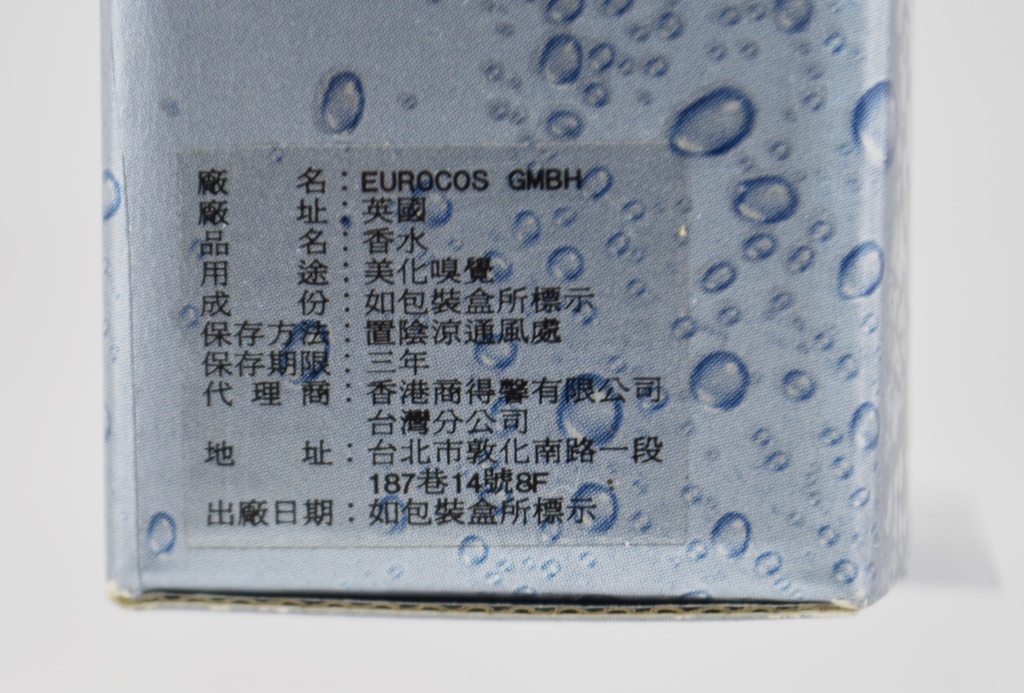 廠名：EUROCOS GMBH
廠址：英國
品名：香水
用途：美化嗅覺
成份：如包裝盒所標示
保存方法：置陰涼通風處
保存期限：三年
代理商：香港商得馨有限公司
台灣分公司
地址：台北市敦化南路一段
187巷14號8F
出廠日期：如包裝盒所標示